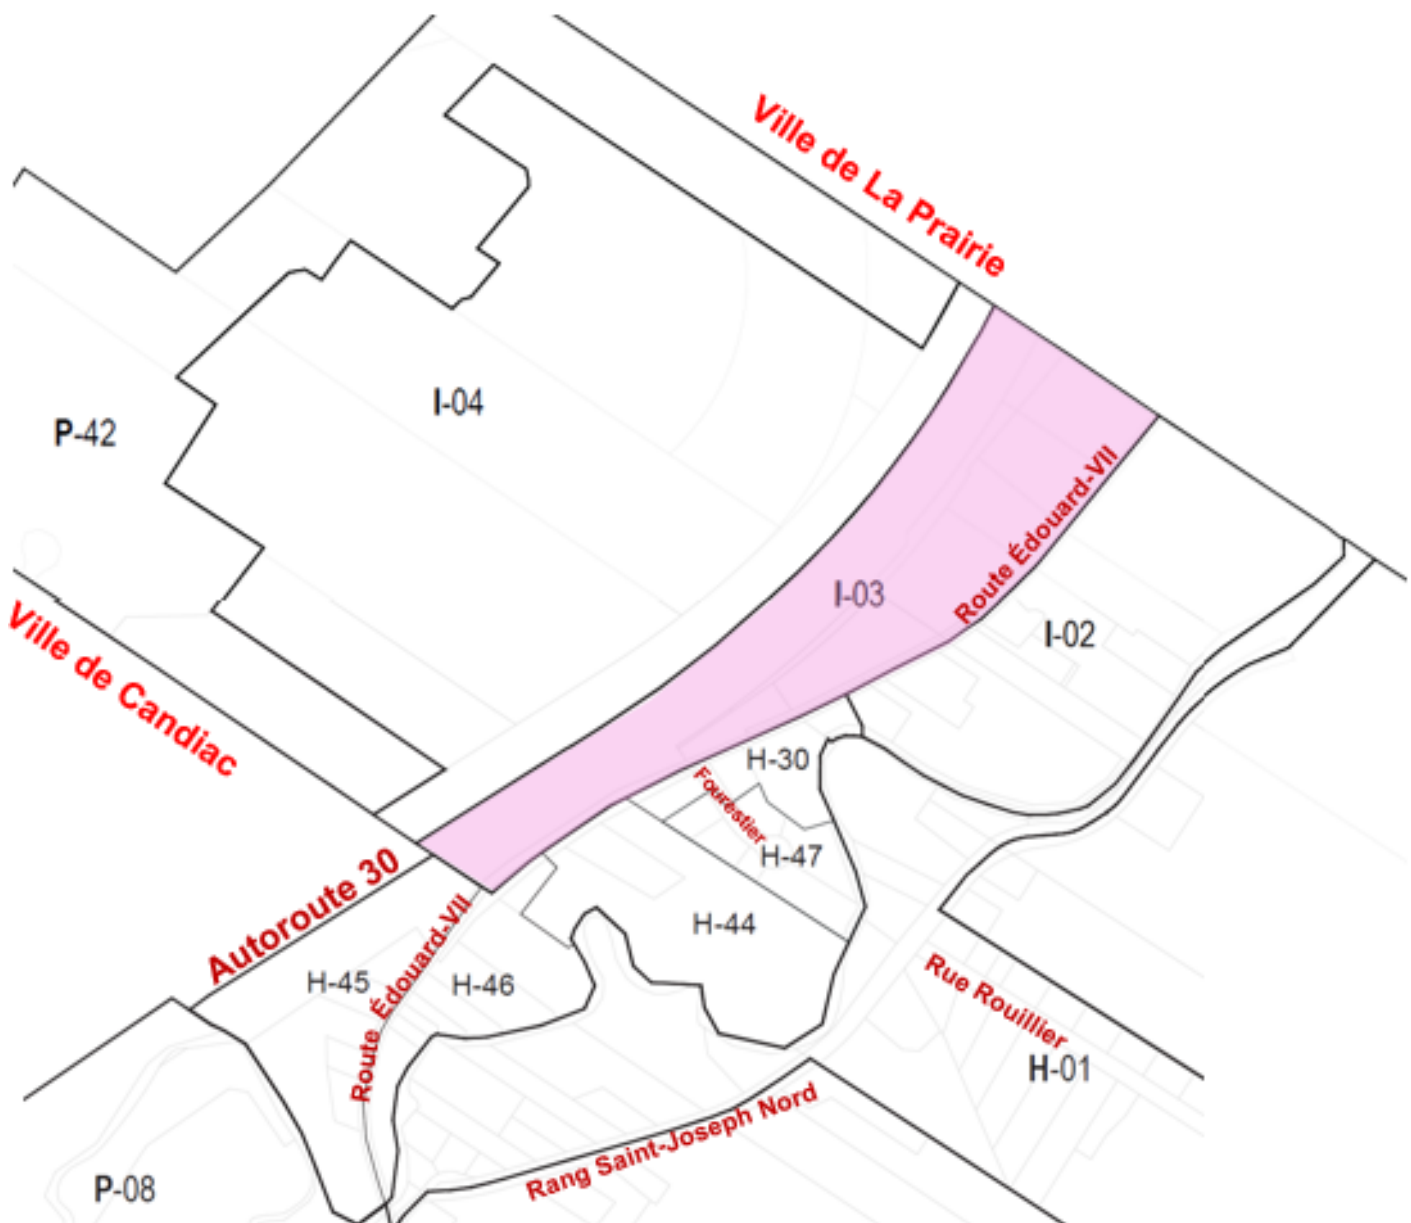 Ville de La Prairie
I-04
P-42
Route Édouard-VII
I-03
I-02
Ville de Candiac
H-30
Fourestier
H-47
Autoroute 30
H-44
Route Édouard-VII
H-45
H-46
Rue Rouillier
H-01
Rang Saint-Joseph Nord
P-08